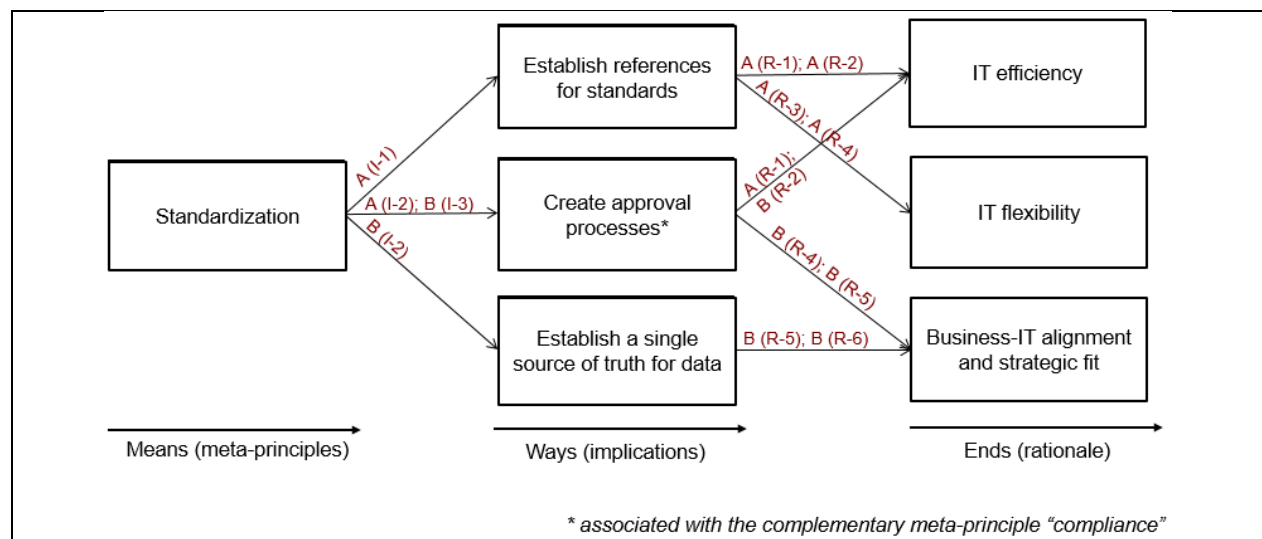 Establish references
for standards
A (R-1); A (R-2)
IT efficiency
A (R-3); A (R-4)
A (I-1)
A (R-1);
B (R-2)
Standardization
A (I-2); B (I-3)
Create approval
processes*
IT flexibility
B (I-2)
B (R-4); B (R-5)
Establish a single
source of truth for data
B (R-5); B (R-6)
Business-IT alignment
and strategic fit
Means (meta-principles)
Ways (implications)
Ends (rationale)
* associated with the complementary meta-principle “compliance”